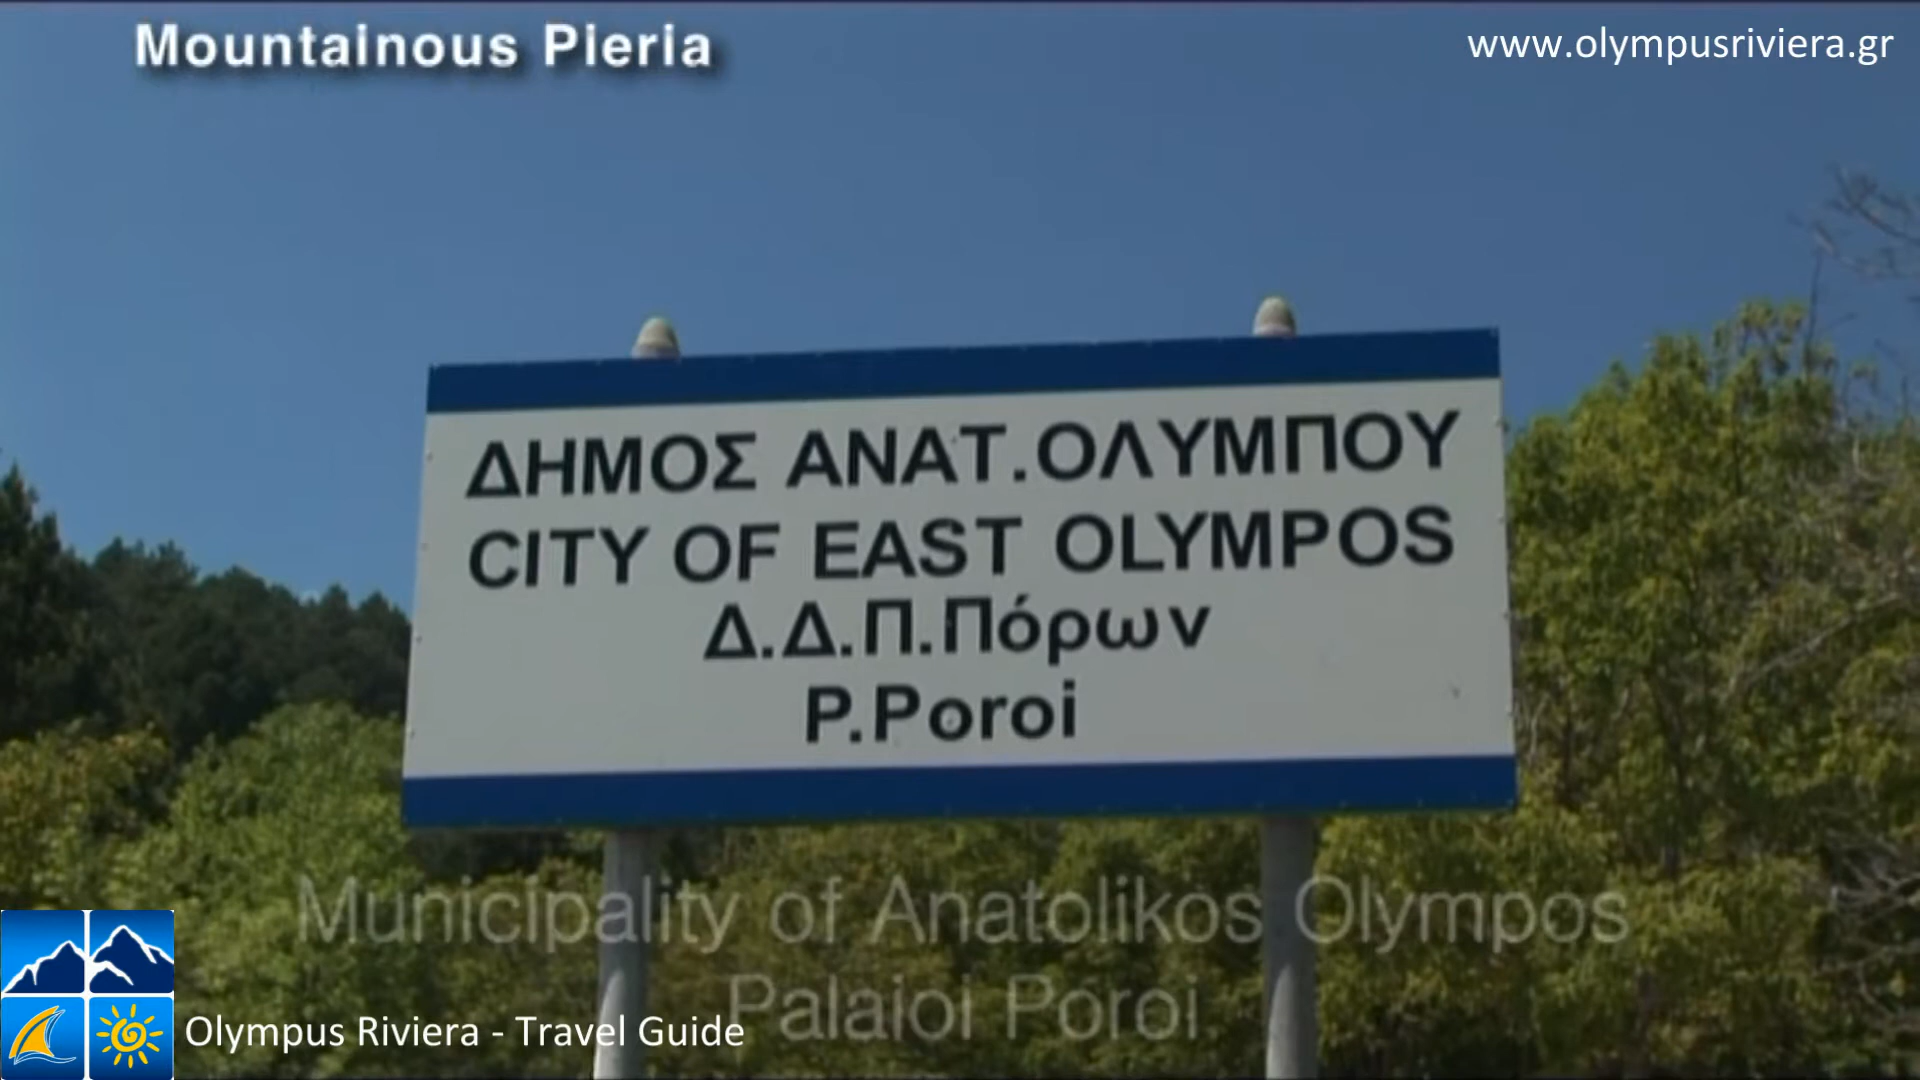 Mountainous Pieria
www.olympusriviera.gr
ΔΗΜΟΣ ΑΝΑΤ.ΟΛΥΜΠΟΥ
CITY OF EAST OLYMPOS
Δ.Δ.Π.Πόρων
P.Poroi
Municipality of Anatolikos Olympos
Palaioi Poroi
Olympus Riviera - Travel Guide